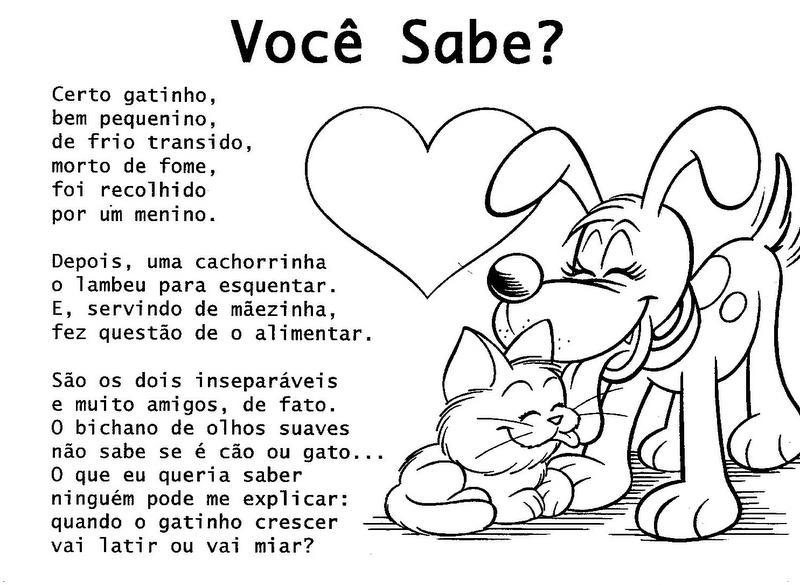 Você Sabe?
Certo gatinho,
bem pequenino,
de frio transido,
morto de fome,
foi recolhido
por um menino.
Depois, uma cachorrinha
o lambeu para esquentar.
E, servindo de mãezinha,
fez questão de o alimentar.
São os dois inseparáveis
e muito amigos, de fato.
O bichano de olhos suaves
não sabe se é cão ou gato...
O que eu queria saber
ninguém pode me explicar:
quando o gatinho crescer
vai latir ou vai miar?